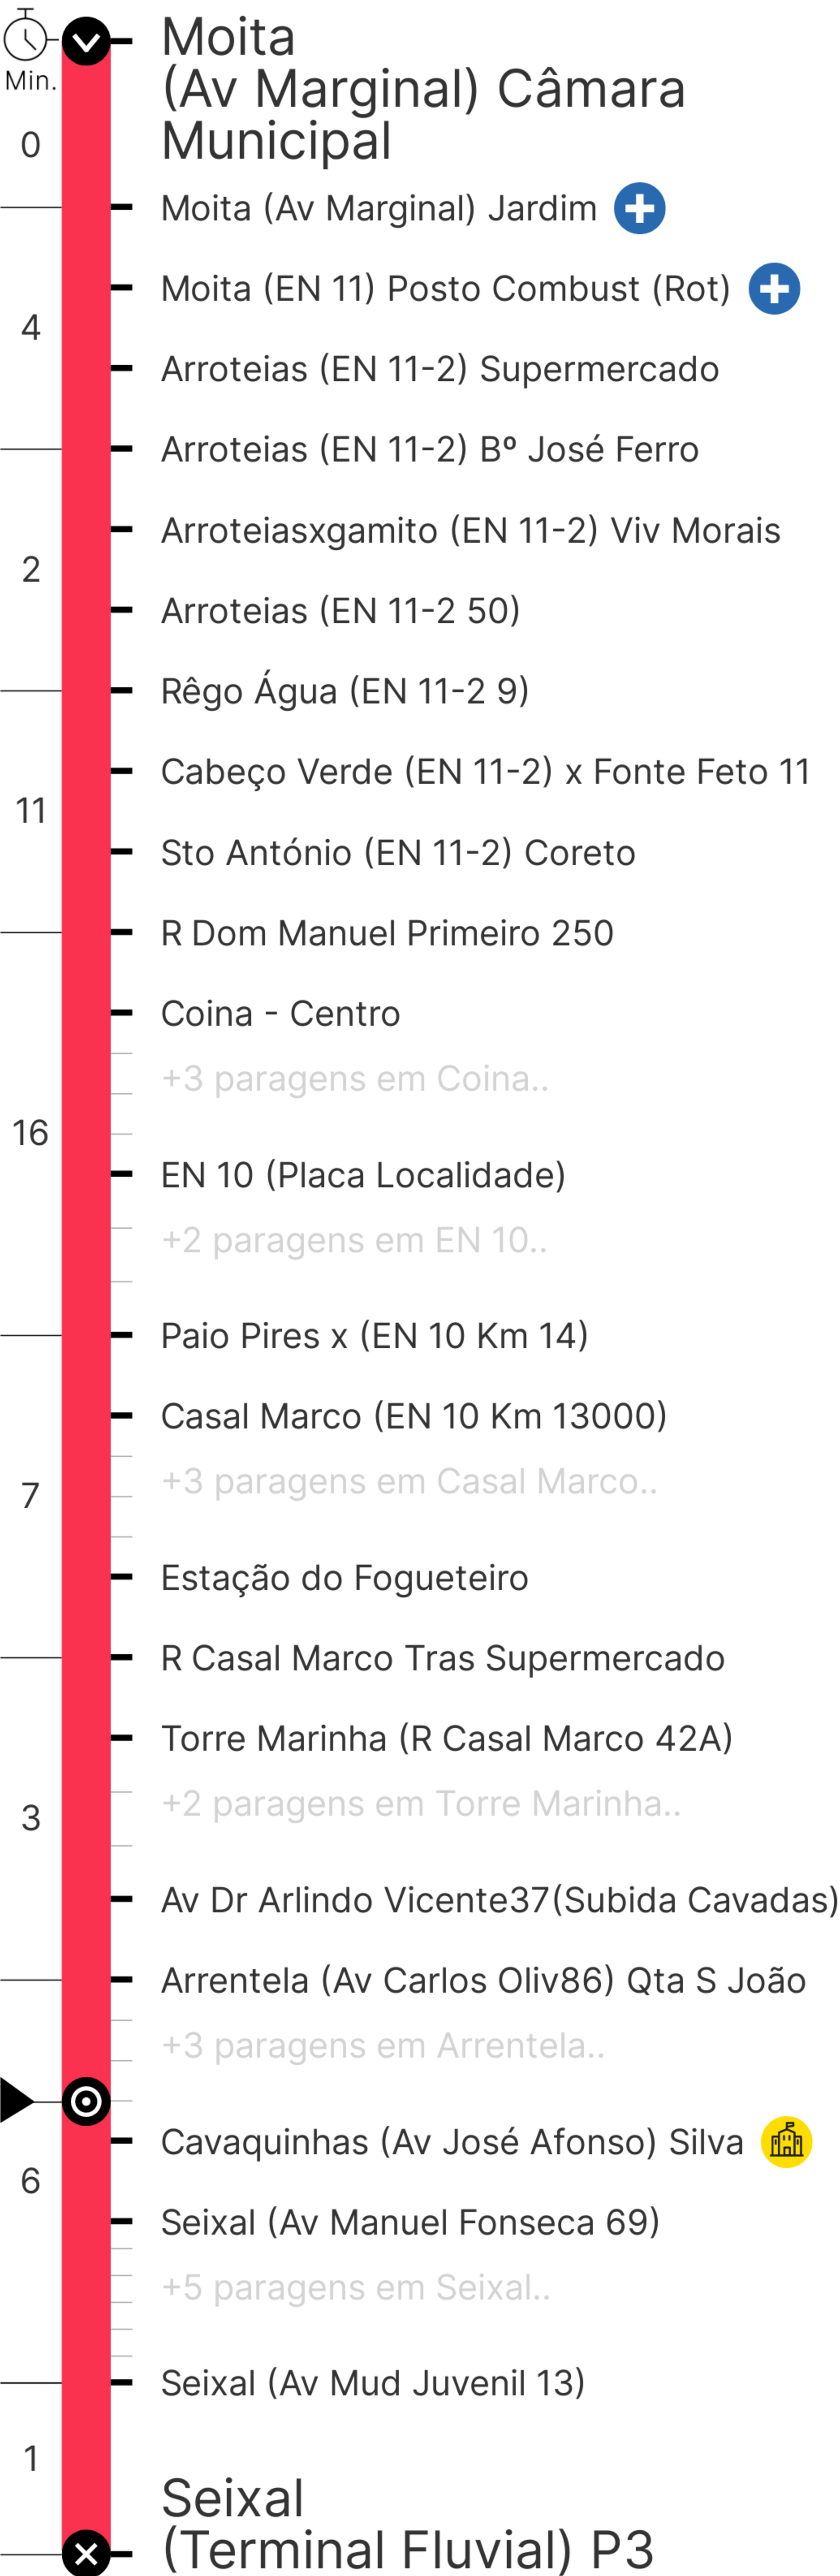 Moita
Min.
(Av Marginal) Câmara
Municipal
0
Moita (Av Marginal) Jardim
Moita (EN 11) Posto Combust (Rot)
4
Arroteias (EN 11-2) Supermercado
Arroteias (EN 11-2) Bº José Ferro
Arroteiasxgamito (EN 11-2) Viv Morais
2
Arroteias (EN 11-2 50)
Rêgo Água (EN 11-2 9)
Cabeço Verde (EN 11-2) x Fonte Feto 11
11
Sto António (EN 11-2) Coreto
R Dom Manuel Primeiro 250
Coina - Centro
+3 paragens em Coina..
16
EN 10 (Placa Localidade)
+2 paragens em EN 10..
Paio Pires x (EN 10 Km 14)
Casal Marco (EN 10 Km 13000)
+3 paragens em Casal Marco..
7
Estação do Fogueteiro
R Casal Marco Tras Supermercado
Torre Marinha (R Casal Marco 42A)
+2 paragens em Torre Marinha..
3
Av Dr Arlindo Vicente37(Subida Cavadas)
Arrentela (Av Carlos Oliv86) Qta S João
+3 paragens em Arrentela..
Cavaquinhas (Av José Afonso) Silva
6
Seixal (Av Manuel Fonseca 69)
+5 paragens em Seixal..
Seixal (Av Mud Juvenil 13)
1
Seixal
(Terminal Fluvial) P3